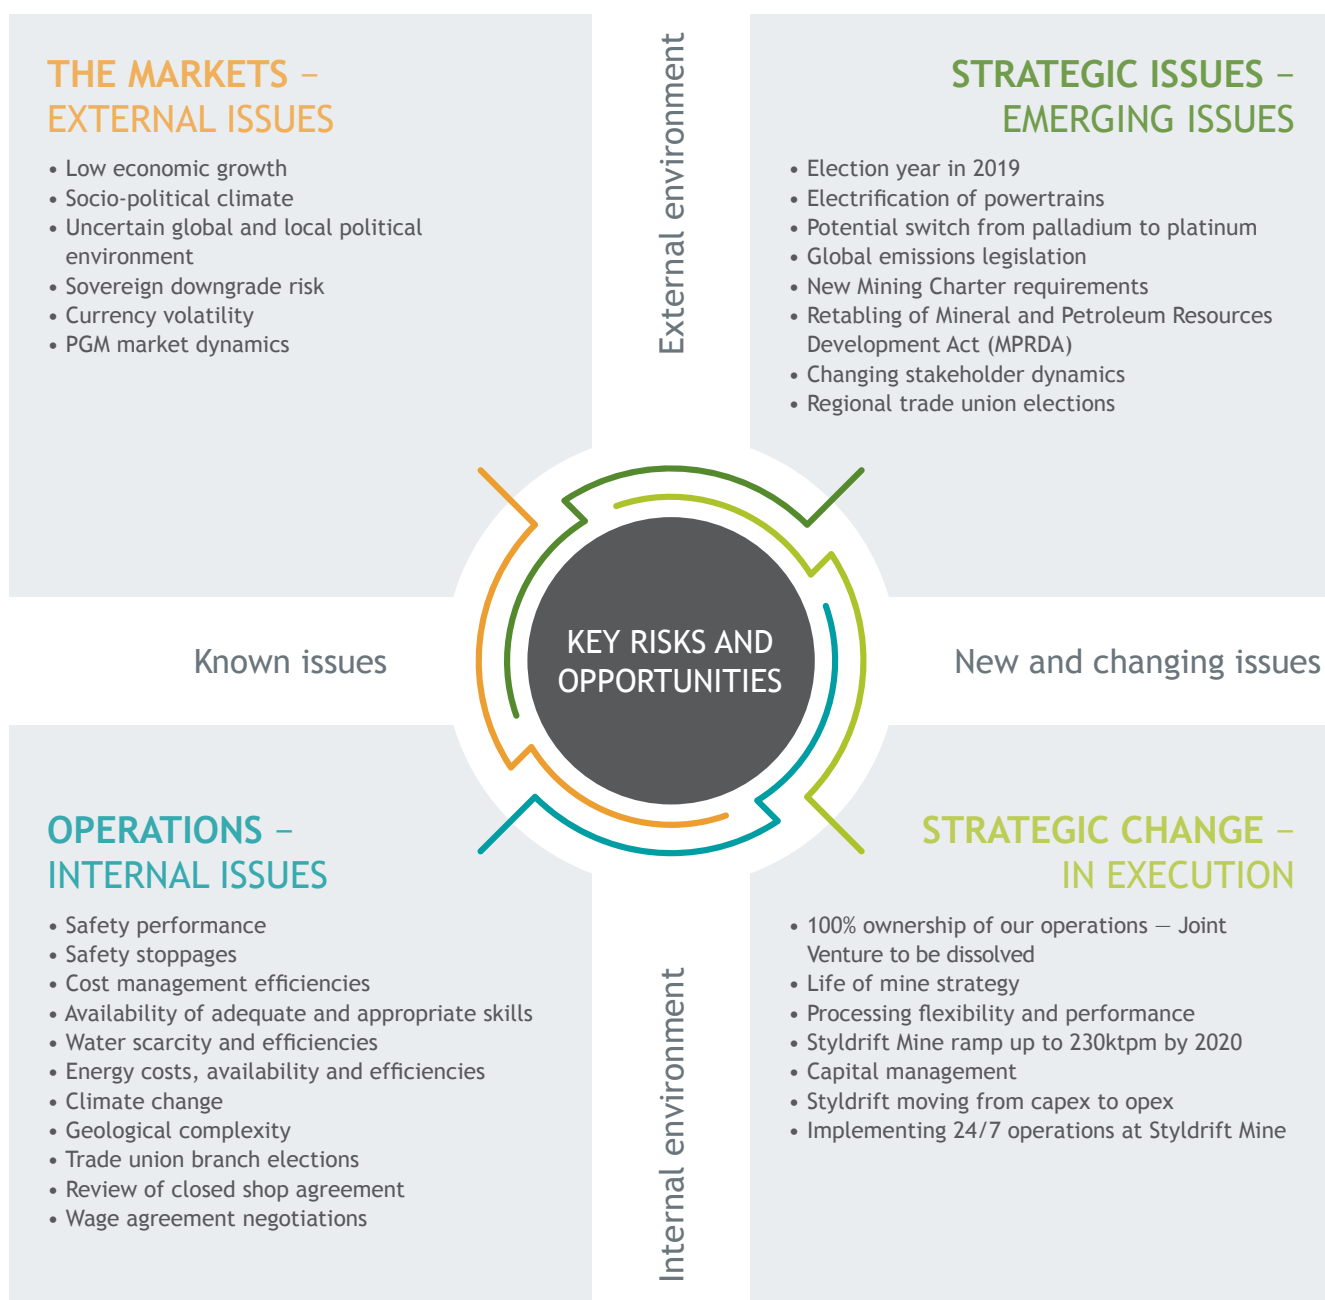 THE MARKETS –
EXTERNAL ISSUES
• Low economic growth
• Socio-political climate
• Uncertain global and local political
environment
• Sovereign downgrade risk
• Currency volatility
• PGM market dynamics
External environment
STRATEGIC ISSUES –
EMERGING ISSUES
• Election year in 2019
• Electrification of powertrains
• Potential switch from palladium to platinum
• Global emissions legislation
• New Mining Charter requirements
• Retabling of Mineral and Petroleum Resources
Development Act (MPRDA)
• Changing stakeholder dynamics
• Regional trade union elections
Known issues
KEY RISKS AND
OPPORTUNITIES
New and changing issues
OPERATIONS –
INTERNAL ISSUES
• Safety performance
• Safety stoppages
• Cost management efficiencies
• Availability of adequate and appropriate skills
• Water scarcity and efficiencies
• Energy costs, availability and efficiencies
• Climate change
• Geological complexity
• Trade union branch elections
• Review of closed shop agreement
• Wage agreement negotiations
Internal environment
STRATEGIC CHANGE –
IN EXECUTION
• 100% ownership of our operations — Joint
Venture to be dissolved
• Life of mine strategy
• Processing flexibility and performance
• Styldrift Mine ramp up to 230ktpm by 2020
• Capital management
• Styldrift moving from capex to opex
• Implementing 24/7 operations at Styldrift Mine